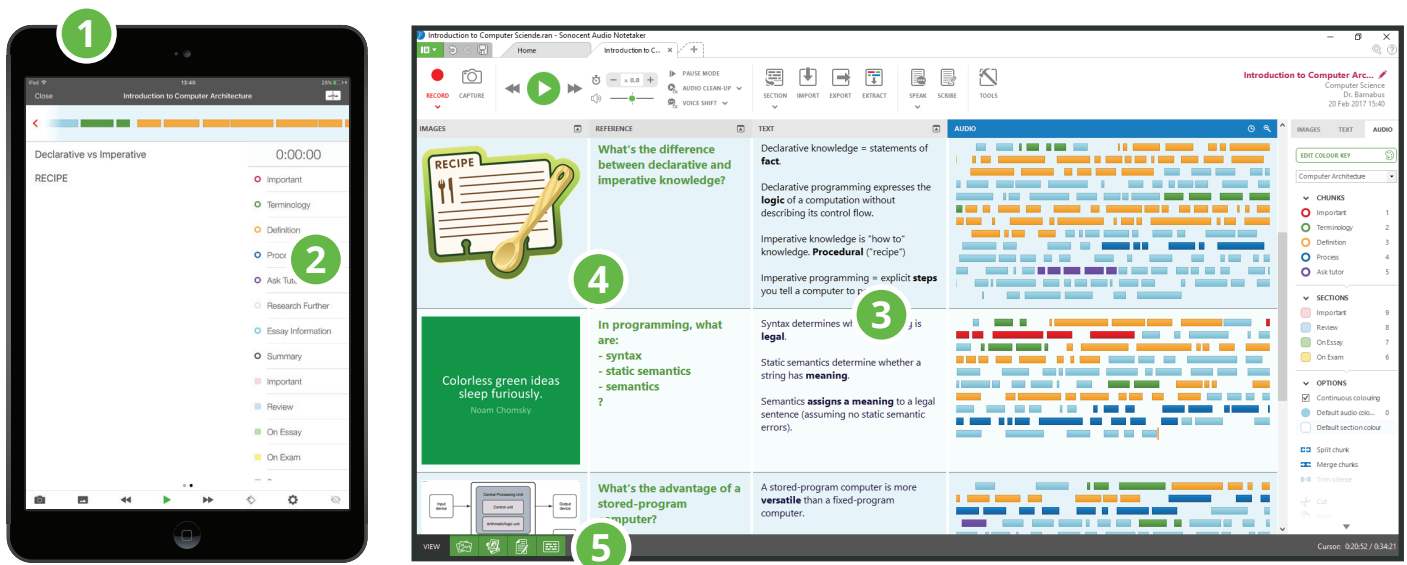 1
iPad
13:40
26%
Close
Introduction to Computer Architecture
Declarative vs Imperative
0:00:00
RECIPE
Important
Terminology
Definition
2
Ask Tut
Research Further
Essay Information
Summary
Important
Review
On Essay
On Exam
Introduction to Computer Sciende.ran - Sonocent Audio Notetaker
Home
Introduction to C...
RECORD
CAPTURE
x 0.8
PAUSE MODE
AUDIO CLEAN-UP
VOICE SHIFT
SECTION
IMPORT
EXPORT
EXTRACT
SPEAK
SCRIBE
TOOLS
Introduction to Computer Arc...
Computer Science
Dr. Barnabus
20 Feb 2017 15:40
IMAGES
REFERENCE
TEXT
AUDIO
RECIPE
What's the difference
between declarative and
imperative knowledge?
Declarative knowledge = statements of
fact.
Declarative programming expresses the
logic of a computation without
describing its control flow.
Imperative knowledge is "how to"
knowledge. Procedural ("recipe")
Imperative programming = explicit steps
you tell a computer to
4
3
Colorless green ideas
sleep furiously.
Noam Chomsky
In programming, what
are:
- syntax
- static semantics
- semantics
?
Syntax determines is
legal.
Static semantics determine whether a
string has meaning.
Semantics assigns a meaning to a legal
sentence (assuming no static semantic
errors).
Input
device
Central Processing Unit
Control unit
Arithmetic/logic unit
Output
device
What's the advantage of a
stored-program
computer?
A stored-program computer is more
versatile than a fixed-program
computer.
VIEW
5
IMAGES
TEXT
AUDIO
EDIT COLOUR KEY
Computer Architecture
CHUNKS
Important 1
Terminology 2
Definition 3
Process 4
Ask tutor 5
SECTIONS
Important 9
Review 8
On Essay 7
On Exam 6
OPTIONS
Continuous colouring
Default audio colo... 0
Default section colour
Split chunk
Merge chunks
Trim silence
Cut
Cursor: 0:20:52 / 0:34:21